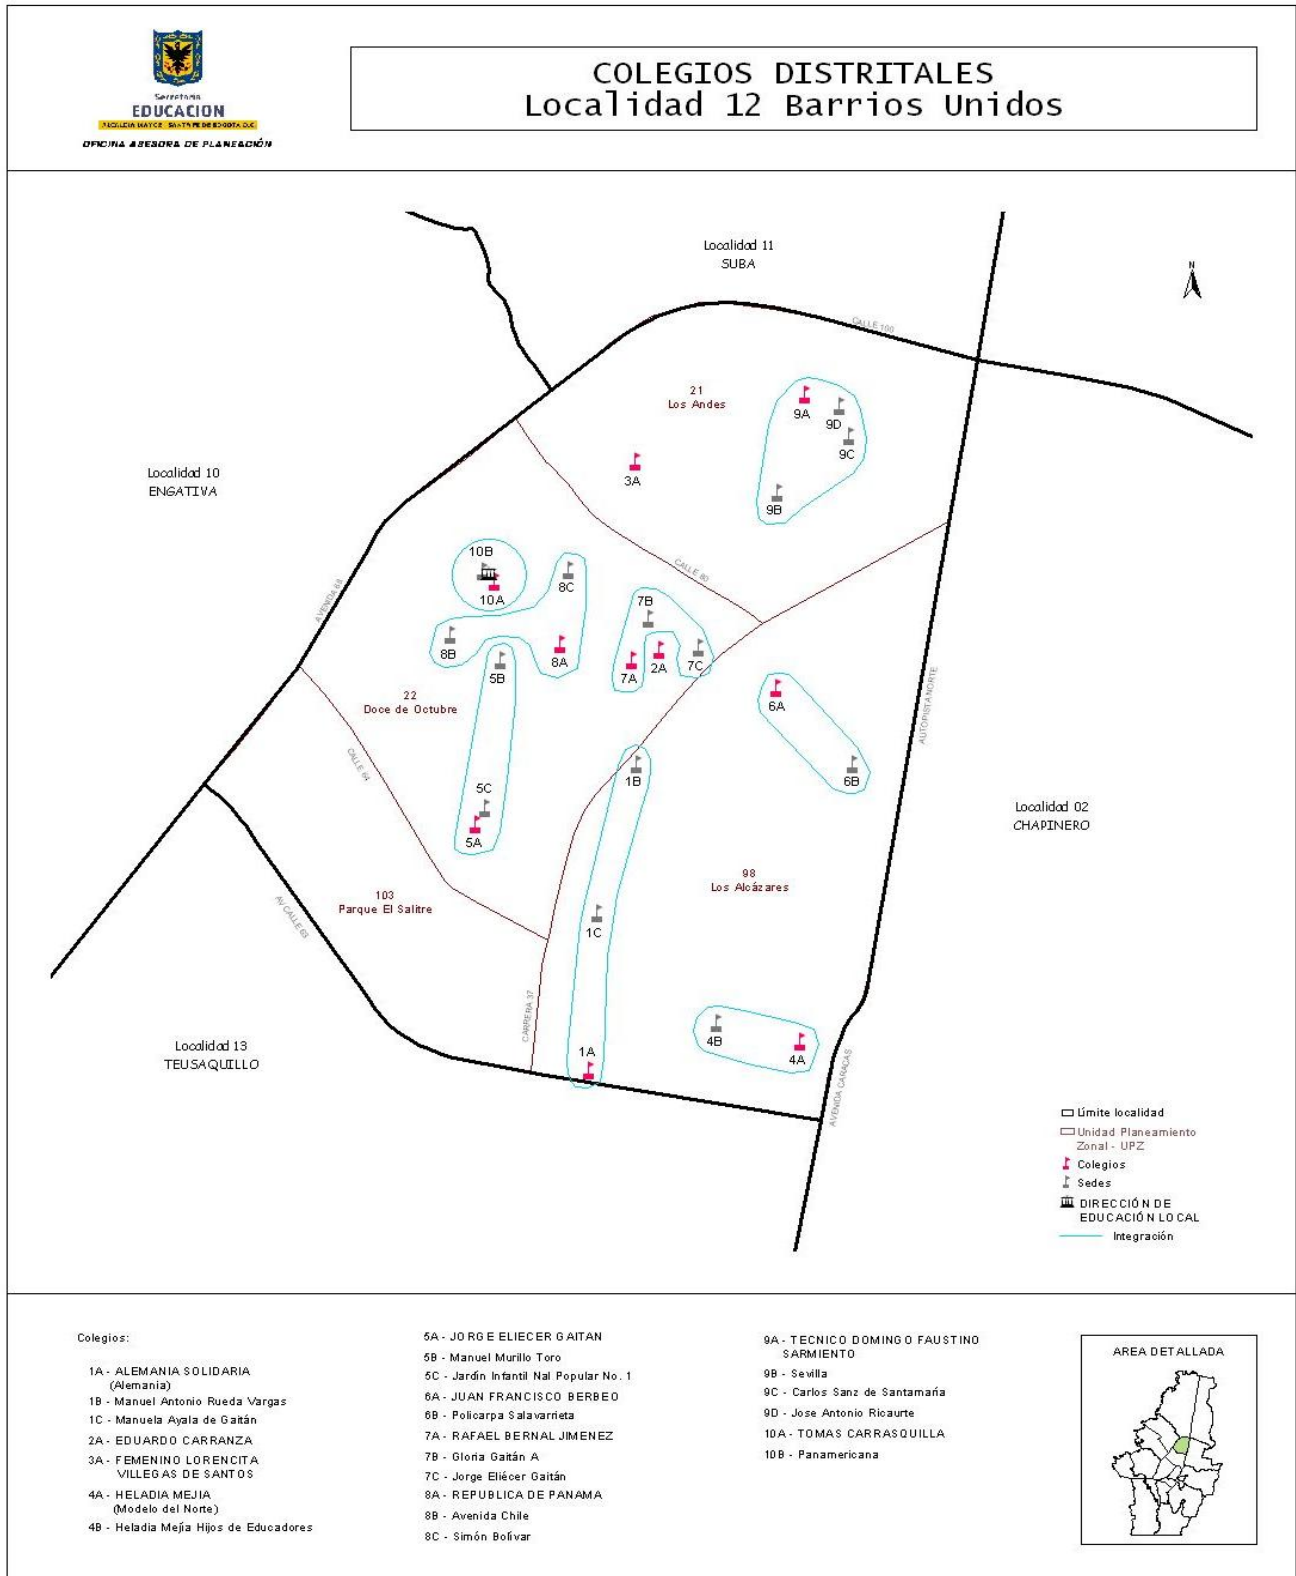 Secretaría
EDUCACION
ALCALDIA MAYOR SANTA FE DE BOGOTA D.C.
OFICINA ASESORA DE PLANEACIÓN
COLEGIOS DISTRITALES
Localidad 12 Barrios Unidos
Localidad 11
SUBA
N
CALLE 100
21
Los Andes
9A
9D
9C
3A
9B
Localidad 10
ENGATIVA
10B
10A
8C
CALLE 80
AVENIDA 68
7B
8B
8A
5B
7A
2A
7C
22
Doce de Octubre
6A
AUTOPISTA NORTE
CALLE 64
1B
6B
5C
5A
Localidad 02
CHAPINERO
98
Los Alcázares
103
Parque El Salitre
AV CALLE 63
1C
CARRERA 37
4B
4A
1A
Localidad 13
TEUSAQUILLO
AVENIDA CARACAS
Límite localidad
Unidad Planeamiento
Zonal - UPZ
Colegios
Sedes
DIRECCIÓN DE
EDUCACIÓN LOCAL
Integración
Colegios:
1A - ALEMANIA SOLIDARIA
(Alemania)
1B - Manuel Antonio Rueda Vargas
1C - Manuela Ayala de Gaitán
2A - EDUARDO CARRANZA
3A - FEMENINO LORENCITA
VILLEGAS DE SANTOS
4A - HELADIA MEJIA
(Modelo del Norte)
4B - Heladia Mejía Hijos de Educadores
5A - JORGE ELIECER GAITAN
5B - Manuel Murillo Toro
5C - Jardín Infantil Nal Popular No. 1
6A - JUAN FRANCISCO BERBEO
6B - Policarpa Salavarrieta
7A - RAFAEL BERNAL JIMENEZ
7B - Gloria Gaitán A
7C - Jorge Eliécer Gaitán
8A - REPUBLICA DE PANAMA
8B - Avenida Chile
8C - Simón Bolívar
9A - TECNICO DOMINGO FAUSTINO
SARMIENTO
9B - Sevilla
9C - Carlos Sanz de Santamaría
9D - Jose Antonio Ricaurte
10A - TOMAS CARRASQUILLA
10B - Panamericana
AREA DETALLADA